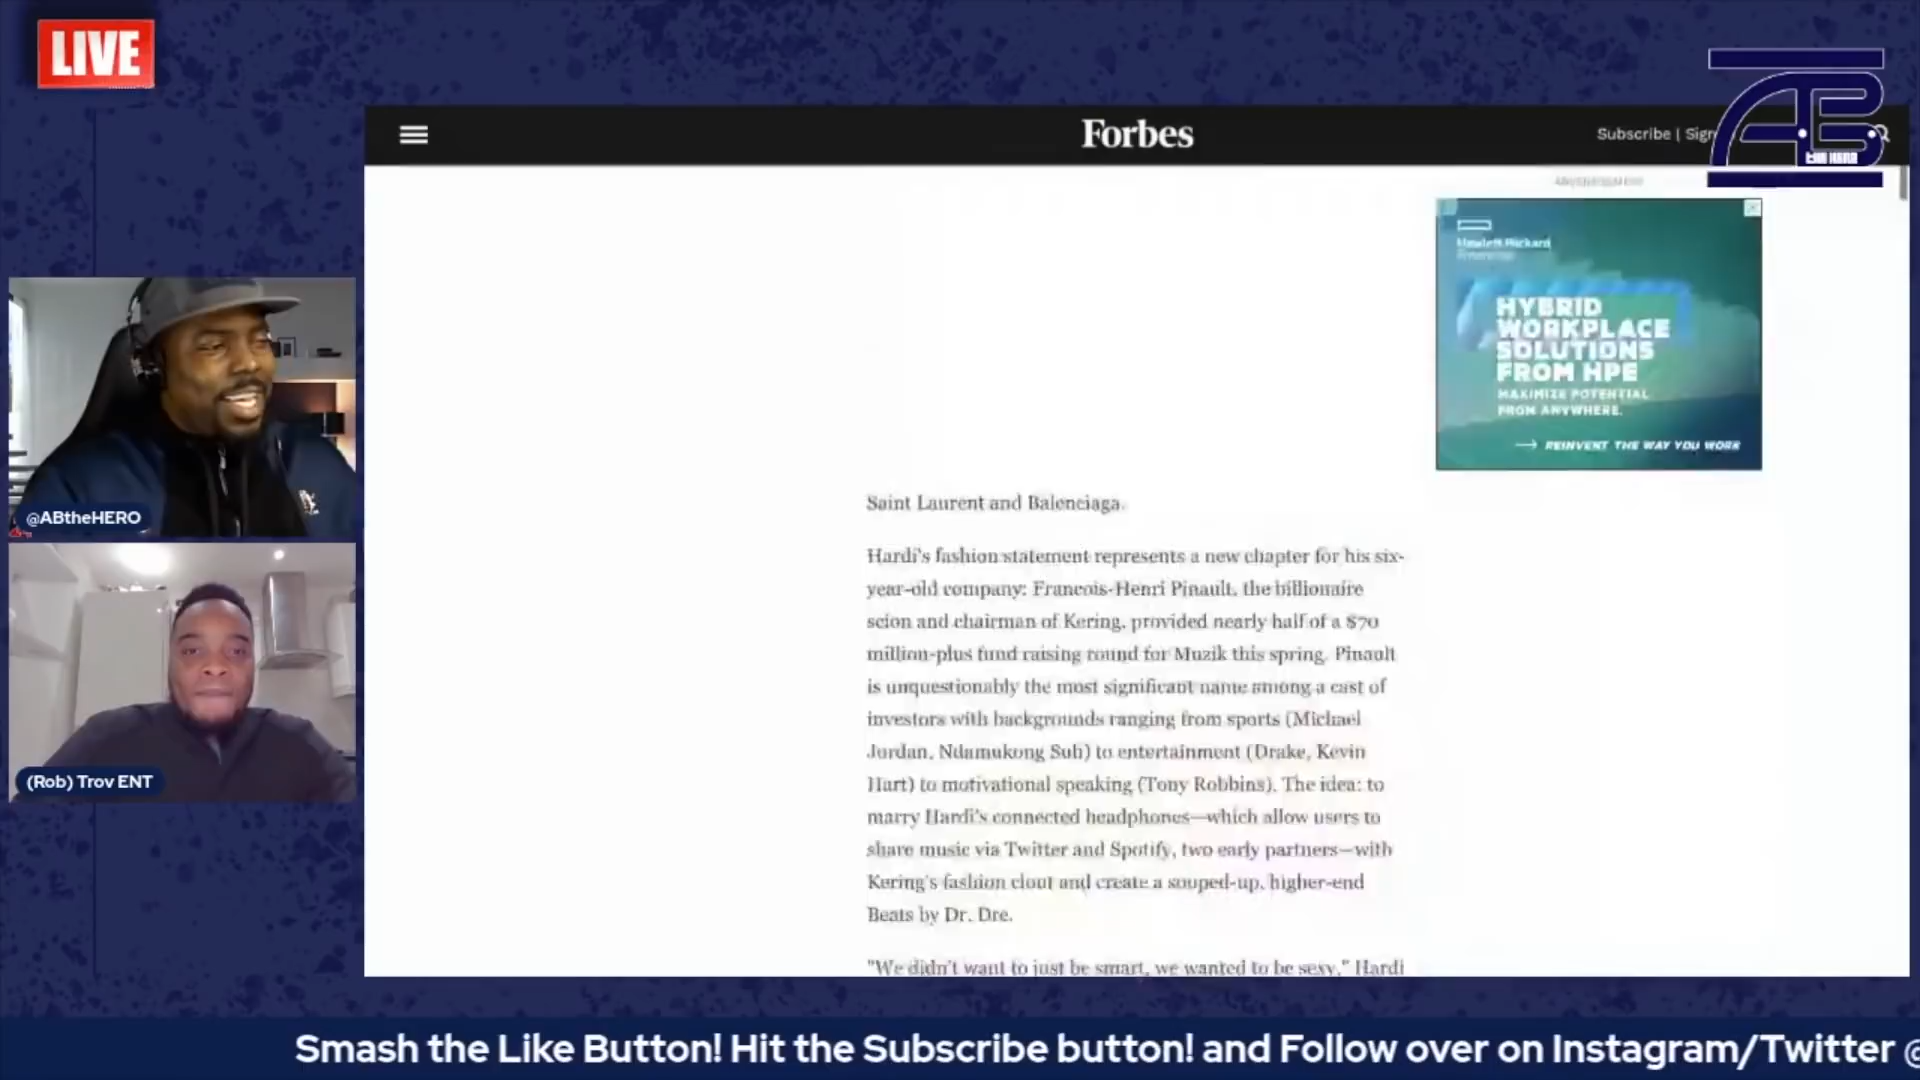 LIVE
Forbes
Subscribe | Sign
AB
ADVERTISEMENT
Hewlett Packard
Enterprise
HYBRID
WORKPLACE
SOLUTIONS
FROM HPE
MAXIMIZE POTENTIAL
FROM ANYWHERE.
→ REINVENT THE WAY YOU WORK
Saint Laurent and Balenciaga.
Hardi's fashion statement represents a new chapter for his six-
year-old company: Francois-Henri Pinault, the billionaire
scion and chairman of Kering, provided nearly half of a $70
million-plus fund raising round for Muzik this spring. Pinault
is unquestionably the most significant name among a cast of
investors with backgrounds ranging from sports (Michael
Jordan, Ndamukong Suh) to entertainment (Drake, Kevin
Hart) to motivational speaking (Tony Robbins). The idea: to
marry Hardi's connected headphones—which allow users to
share music via Twitter and Spotify, two early partners—with
Kering's fashion clout and create a souped-up, higher-end
Beats by Dr. Dre.
"We didn't want to just be smart, we wanted to be sexy," Hardi
@ABtheHERO
(Rob) Trov ENT
Smash the Like Button! Hit the Subscribe button! and Follow over on Instagram/Twitter @